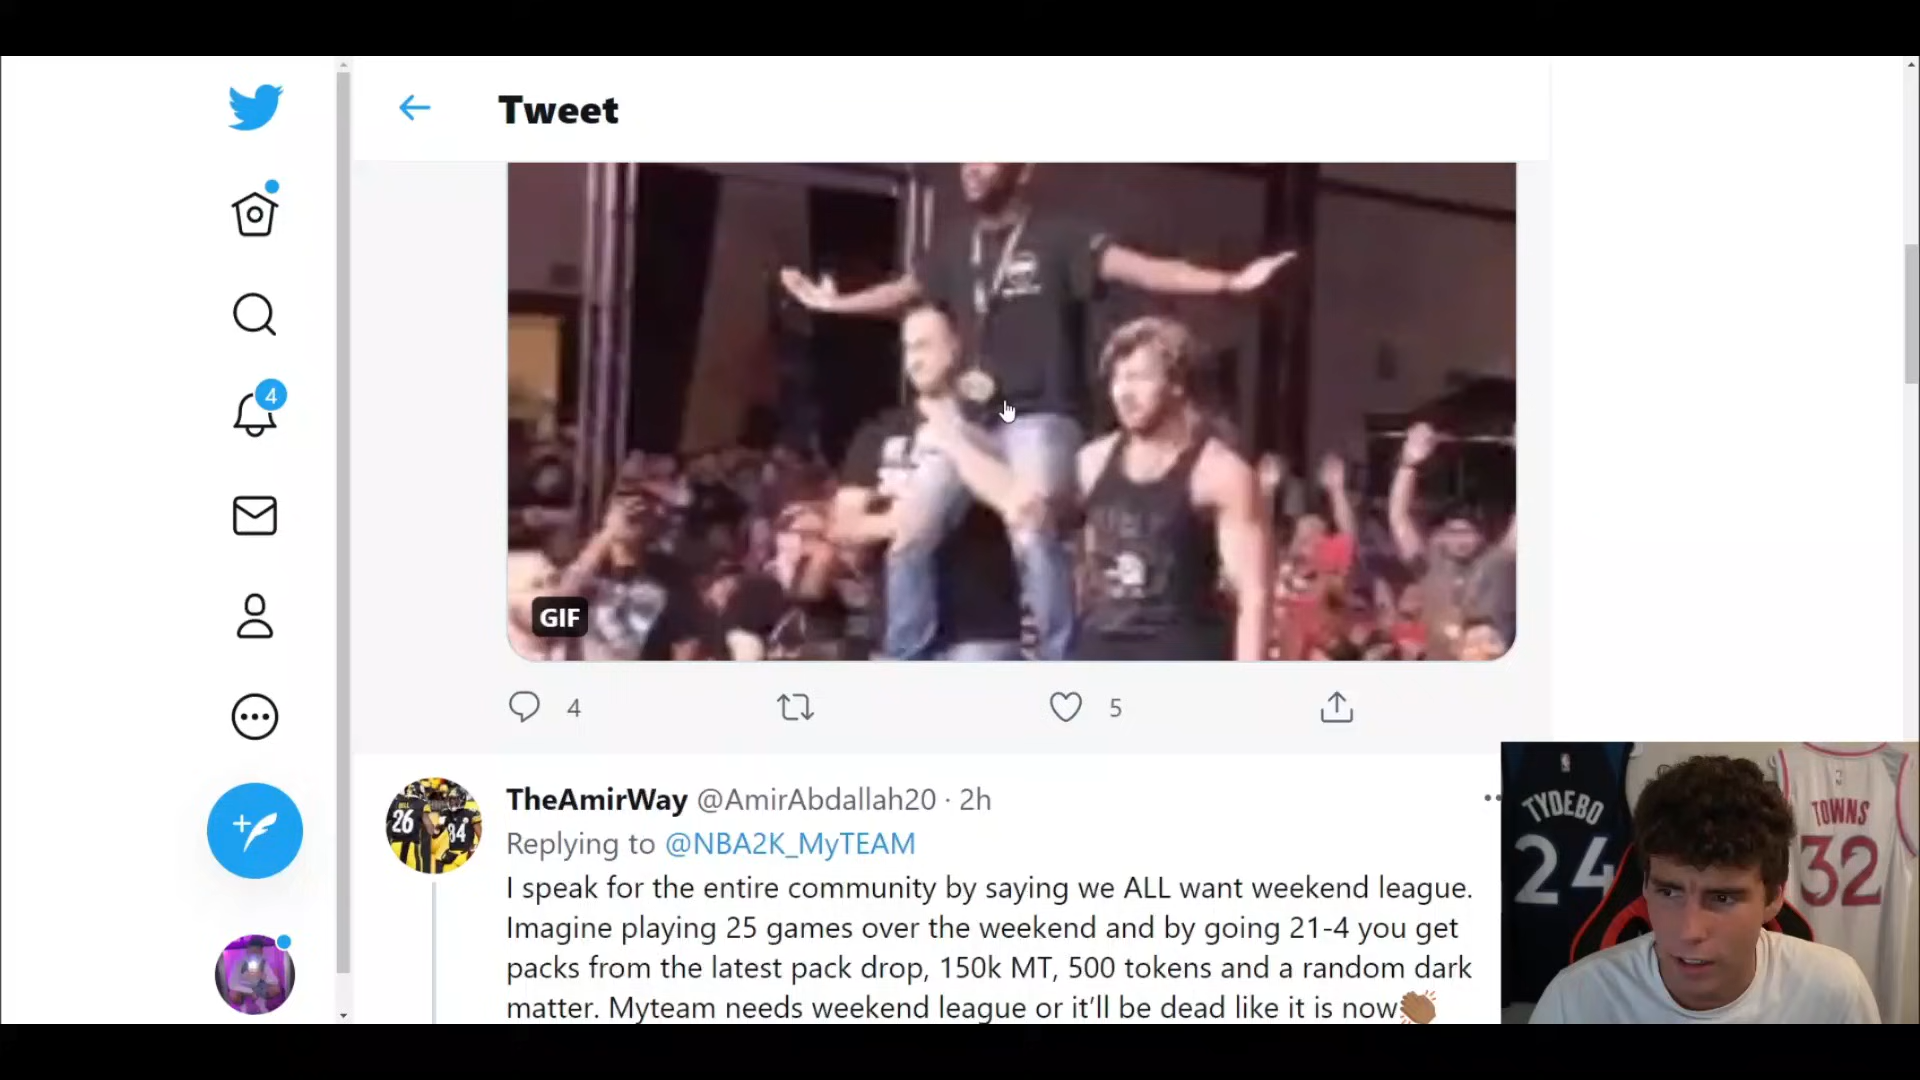 Tweet
4
GIF
4
5
TYDEBO
24
TOWNS
32
26
84
TheAmirWay @AmirAbdallah20 · 2h
Replying to @NBA2K_MyTEAM
I speak for the entire community by saying we ALL want weekend league.
Imagine playing 25 games over the weekend and by going 21-4 you get
packs from the latest pack drop, 150k MT, 500 tokens and a random dark
matter. Myteam needs weekend league or it'll be dead like it is now